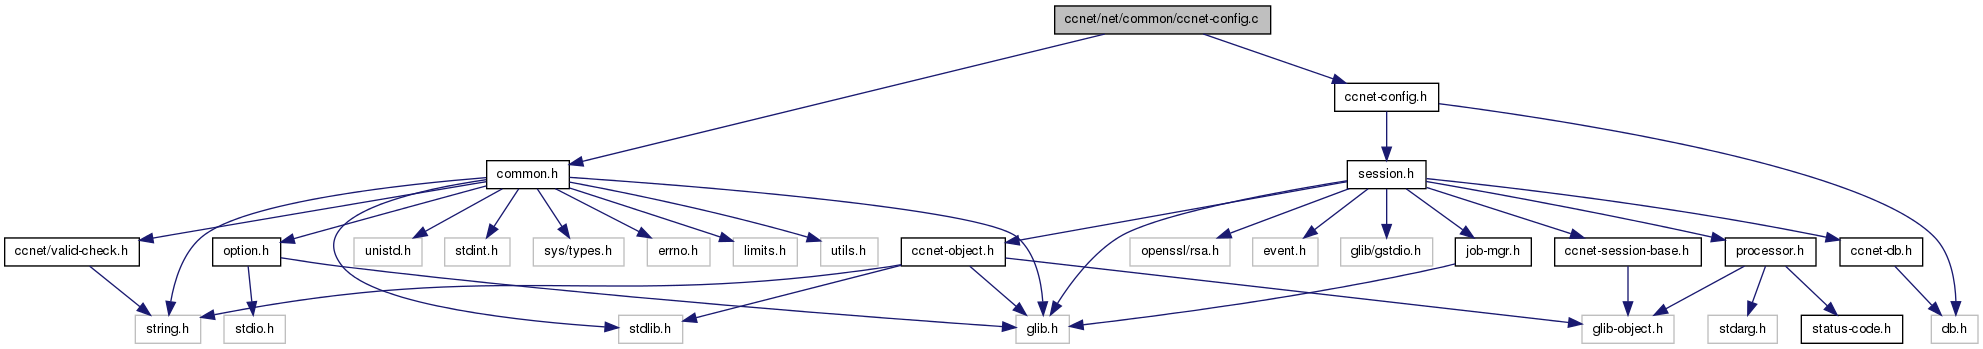 ccnet/net/common/ccnet-config.c
ccnet-config.h
common.h
session.h
ccnet/valid-check.h
option.h
unistd.h
stdint.h
sys/types.h
errno.h
limits.h
utils.h
ccnet-object.h
openssl/rsa.h
event.h
glib/gstdio.h
job-mgr.h
ccnet-session-base.h
processor.h
ccnet-db.h
string.h
stdio.h
stdlib.h
glib.h
glib-object.h
stdarg.h
status-code.h
db.h